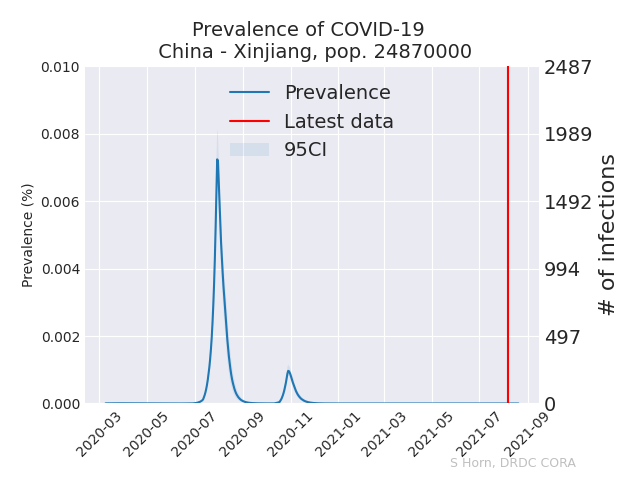 Prevalence of COVID-19
China - Xinjiang, pop. 24870000
Prevalence
Latest data
95CI
Prevalence (%)
0.010
0.008
0.006
0.004
0.002
0.000
2487
1989
1492
994
497
0
# of infections
2020-03
2020-05
2020-07
2020-09
2020-11
2021-01
2021-03
2021-05
2021-07
2021-09
S Horn, DRDC CORA